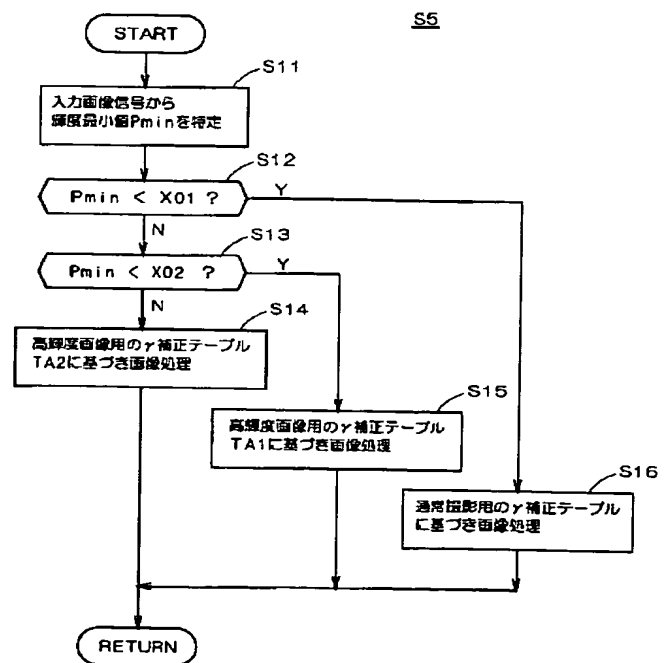 S5
START
S11
入力画像信号から
輝度最小値Pminを特定
S12
Pmin < X01 ?
Y
N
S13
Pmin < X02 ?
Y
N
S14
高輝度画像用のγ補正テーブル
TA2に基づき画像処理
S15
高輝度画像用のγ補正テーブル
TA1に基づき画像処理
S16
通常撮影用のγ補正テーブル
に基づき画像処理
RETURN